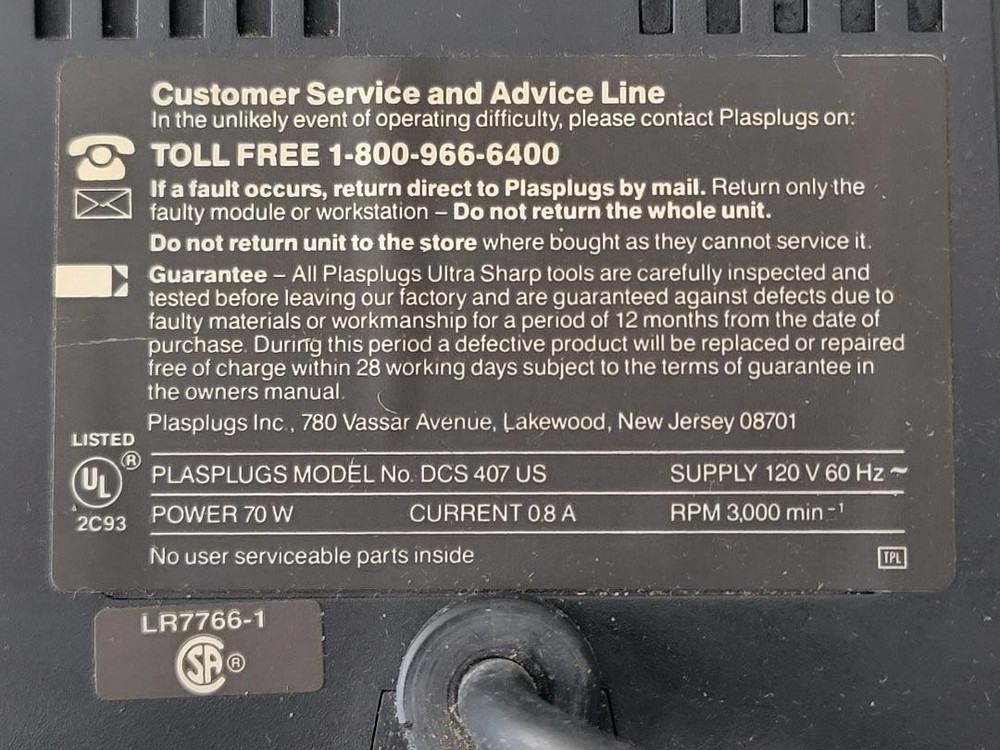 Customer Service and Advice Line
In the unlikely event of operating difficulty, please contact Plasplugs on:
TOLL FREE 1-800-966-6400
If a fault occurs, return direct to Plasplugs by mail. Return only the
faulty module or workstation – Do not return the whole unit.
Do not return unit to the store where bought as they cannot service it.
Guarantee – All Plasplugs Ultra Sharp tools are carefully inspected and
tested before leaving our factory and are guaranteed against defects due to
faulty materials or workmanship for a period of 12 months from the date of
purchase. During this period a defective product will be replaced or repaired
free of charge within 28 working days subject to the terms of guarantee in
the owners manual.
Plasplugs Inc., 780 Vassar Avenue, Lakewood, New Jersey 08701
LISTED
UL ®
2C93
PLASPLUGS MODEL No. DCS 407 US SUPPLY 120 V 60 Hz ~
POWER 70 W CURRENT 0.8 A RPM 3,000 min⁻¹
No user serviceable parts inside TPL
LR7766-1
SA ®